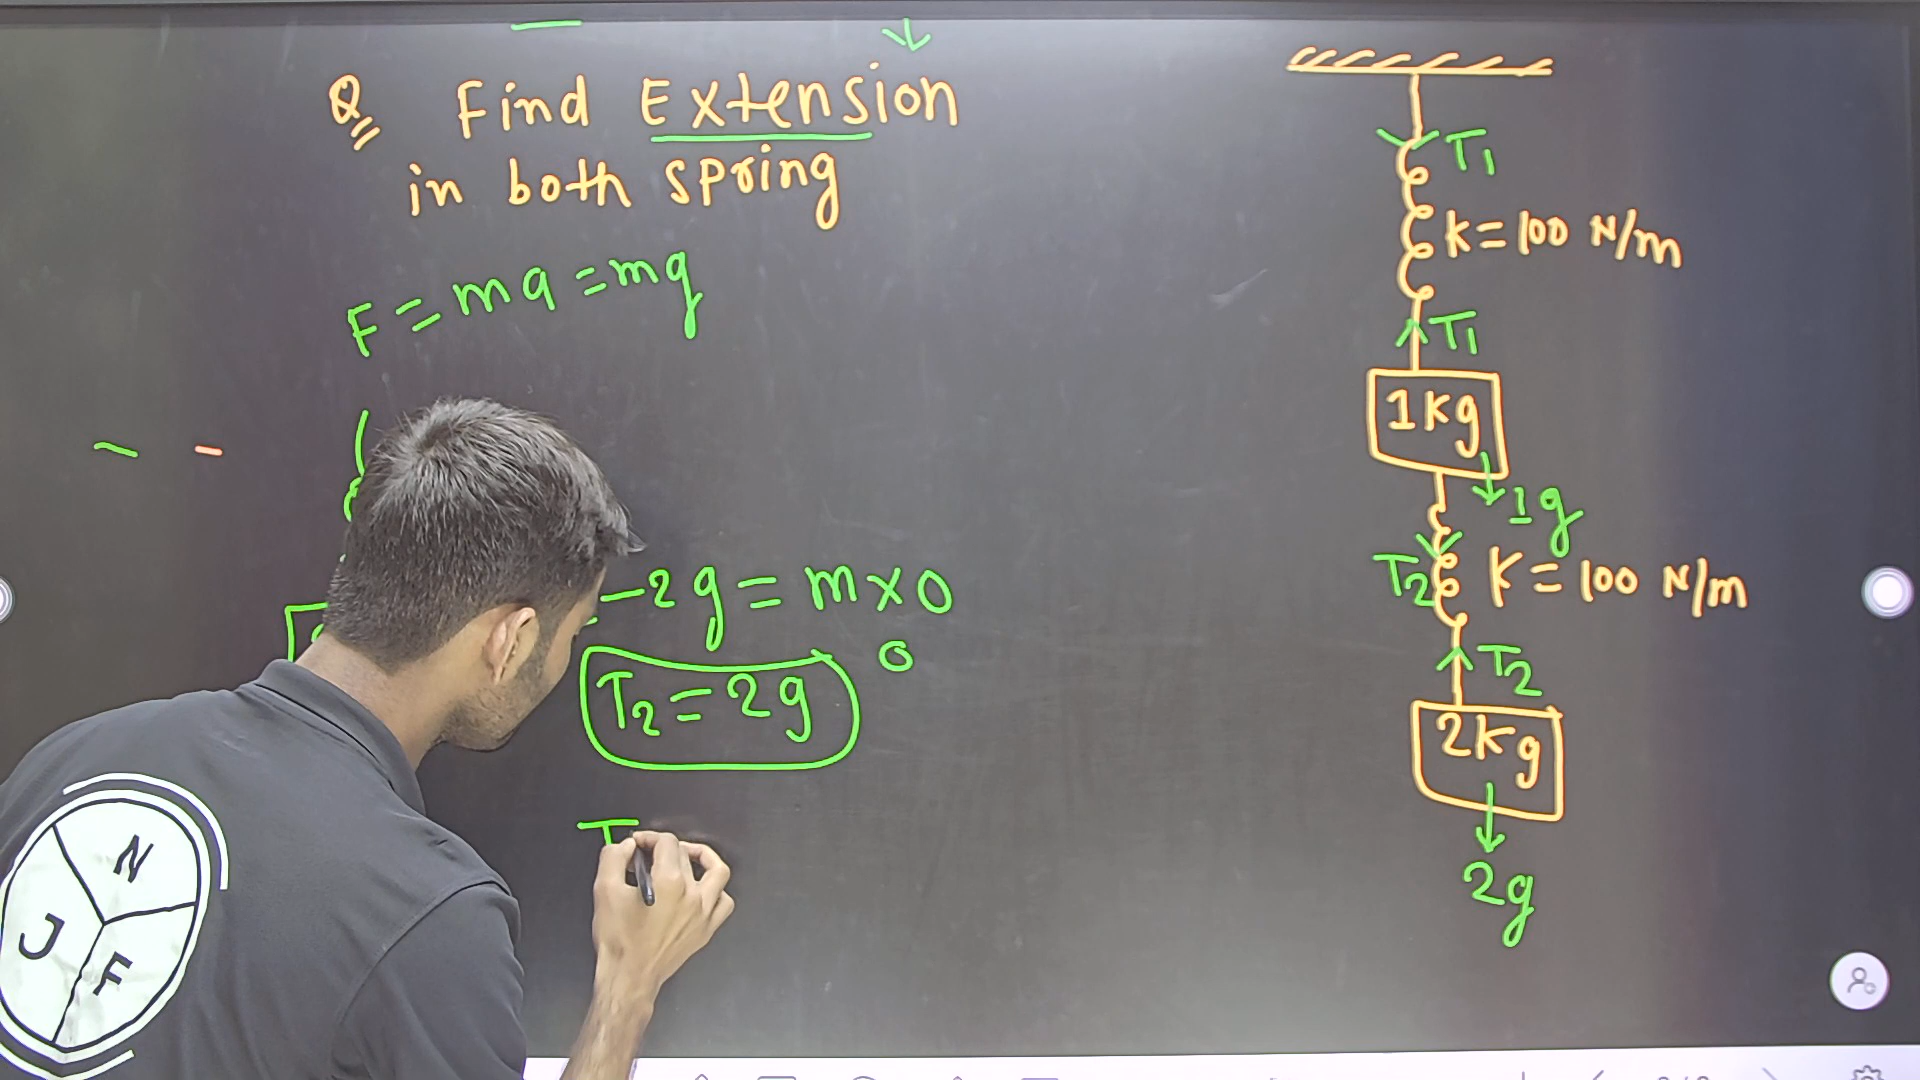 Q Find Extension
in both spring
F = ma = mg
-2g = m x 0
0
T2 = 2g
T
T1
K = 100 N/m
T1
1kg
1g
T2
K = 100 N/m
T2
2kg
2g
N
J
F